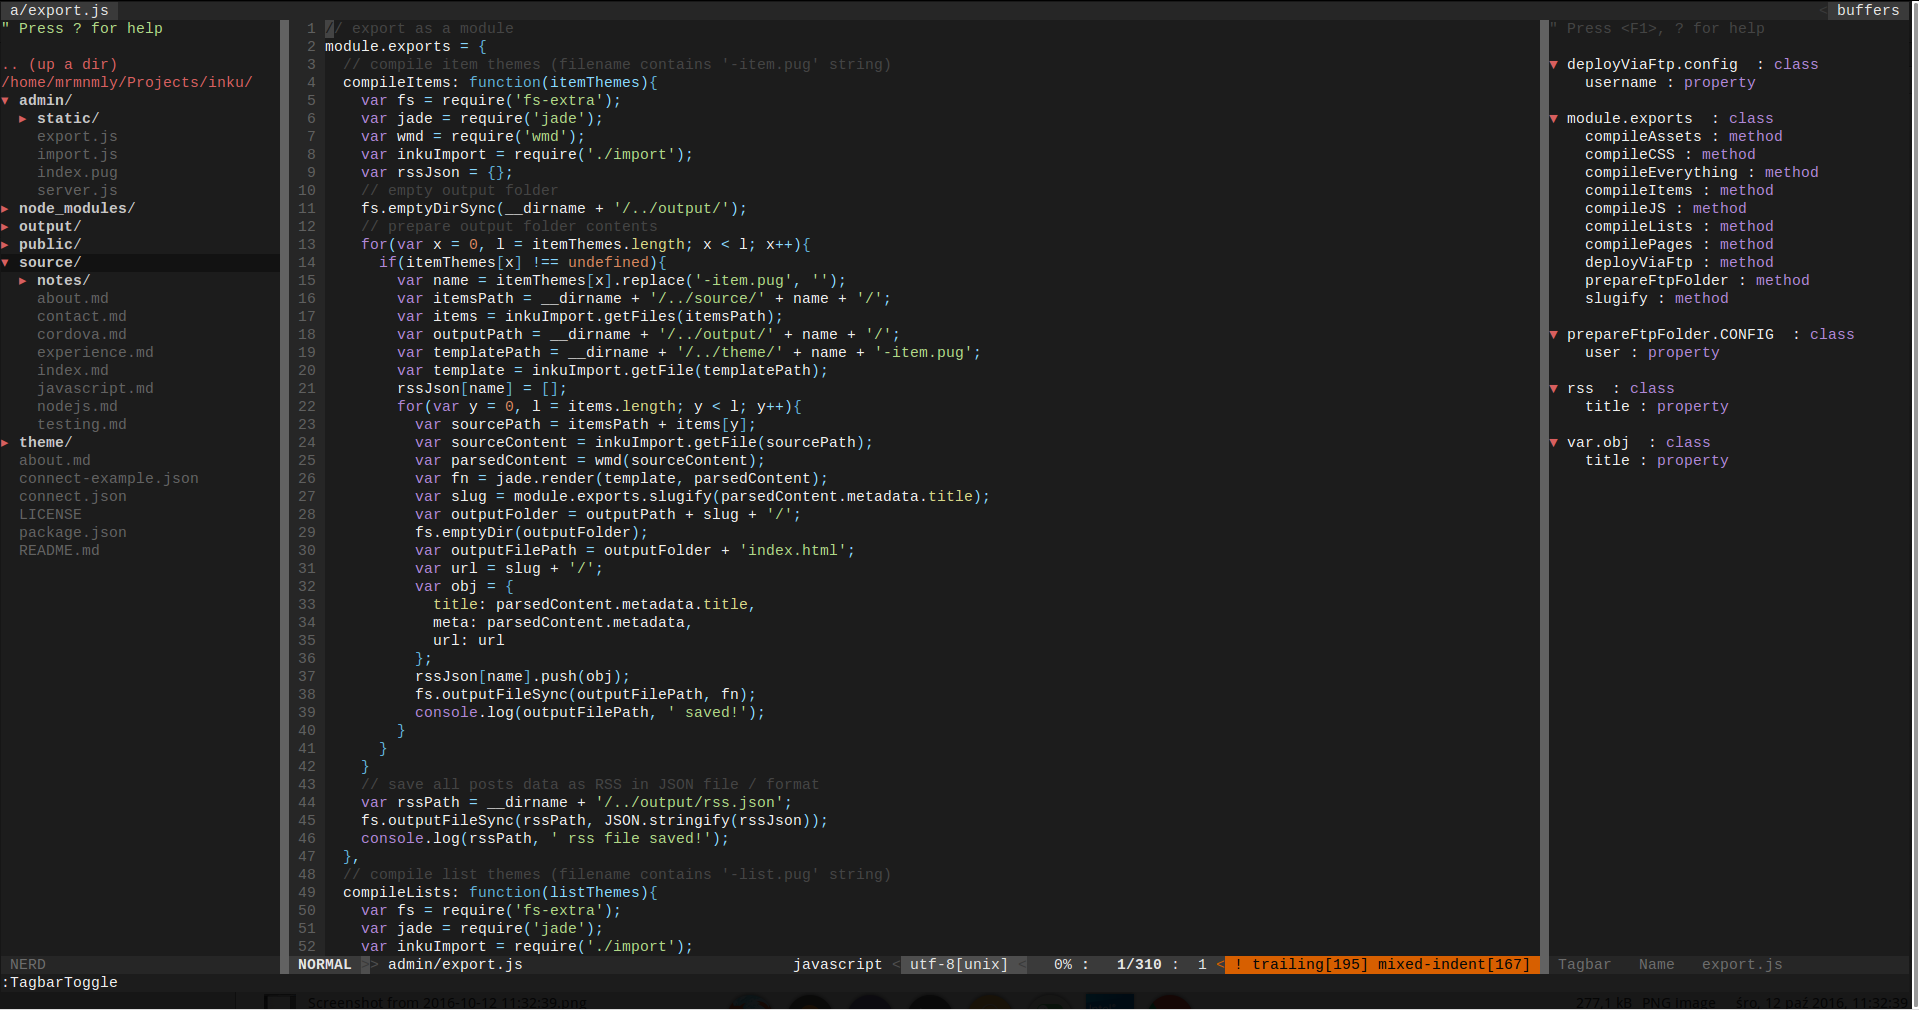 a/export.js
buffers
" Press ? for help
.. (up a dir)
/home/mrmnmly/Projects/inku/
▼ admin/
▸ static/
export.js
import.js
index.pug
server.js
▸ node_modules/
▸ output/
▸ public/
▼ source/
▸ notes/
about.md
contact.md
cordova.md
experience.md
index.md
javascript.md
nodejs.md
testing.md
▸ theme/
about.md
connect-example.json
connect.json
LICENSE
package.json
README.md
NERD
1 // export as a module
2 module.exports = {
3   // compile item themes (filename contains '-item.pug' string)
4   compileItems: function(itemThemes){
5     var fs = require('fs-extra');
6     var jade = require('jade');
7     var wmd = require('wmd');
8     var inkuImport = require('./import');
9     var rssJson = {};
10     // empty output folder
11     fs.emptyDirSync(__dirname + '/../output/');
12     // prepare output folder contents
13     for(var x = 0, l = itemThemes.length; x < l; x++){
14       if(itemThemes[x] !== undefined){
15         var name = itemThemes[x].replace('-item.pug', '');
16         var itemsPath = __dirname + '/../source/' + name + '/';
17         var items = inkuImport.getFiles(itemsPath);
18         var outputPath = __dirname + '/../output/' + name + '/';
19         var templatePath = __dirname + '/../theme/' + name + '-item.pug';
20         var template = inkuImport.getFile(templatePath);
21         rssJson[name] = [];
22         for(var y = 0, l = items.length; y < l; y++){
23           var sourcePath = itemsPath + items[y];
24           var sourceContent = inkuImport.getFile(sourcePath);
25           var parsedContent = wmd(sourceContent);
26           var fn = jade.render(template, parsedContent);
27           var slug = module.exports.slugify(parsedContent.metadata.title);
28           var outputFolder = outputPath + slug + '/';
29           fs.emptyDir(outputFolder);
30           var outputFilePath = outputFolder + 'index.html';
31           var url = slug + '/';
32           var obj = {
33             title: parsedContent.metadata.title,
34             meta: parsedContent.metadata,
35             url: url
36           };
37           rssJson[name].push(obj);
38           fs.outputFileSync(outputFilePath, fn);
39           console.log(outputFilePath, ' saved!');
40         }
41       }
42     }
43     // save all posts data as RSS in JSON file / format
44     var rssPath = __dirname + '/../output/rss.json';
45     fs.outputFileSync(rssPath, JSON.stringify(rssJson));
46     console.log(rssPath, ' rss file saved!');
47   },
48   // compile list themes (filename contains '-list.pug' string)
49   compileLists: function(listThemes){
50     var fs = require('fs-extra');
51     var jade = require('jade');
52     var inkuImport = require('./import');
NORMAL >> admin/export.js javascript < utf-8[unix] < 0% : 1/310 : 1 < ! trailing[195] mixed-indent[167]
" Press <F1>, ? for help
▼ deployViaFtp.config : class
username : property
▼ module.exports : class
compileAssets : method
compileCSS : method
compileEverything : method
compileItems : method
compileJS : method
compileLists : method
compilePages : method
deployViaFtp : method
prepareFtpFolder : method
slugify : method
▼ prepareFtpFolder.CONFIG : class
user : property
▼ rss : class
title : property
▼ var.obj : class
title : property
Tagbar Name export.js
:TagbarToggle
Screenshot from 2016-10-12 11:32:39.png
277,1 kB PNG image śro, 12 paź 2016, 11:32:39